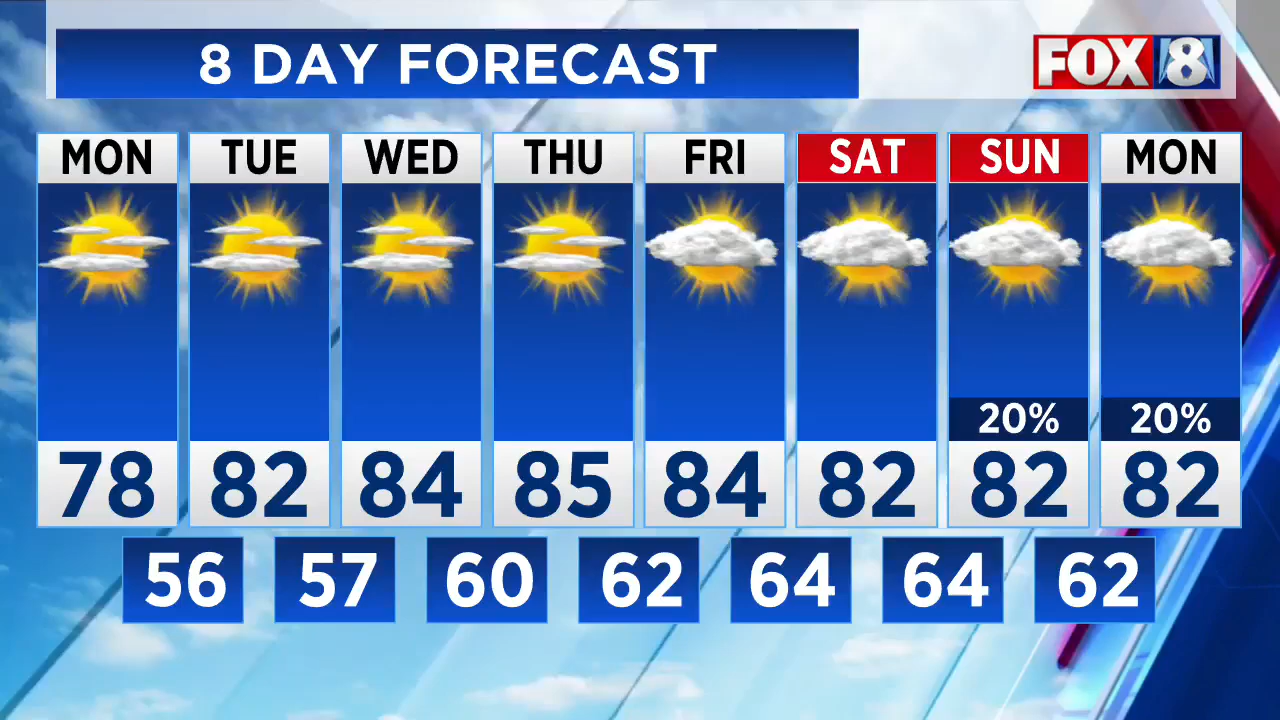 8 DAY FORECAST
FOX 8
MON TUE WED THU FRI SAT SUN MON
20% 20%
78 82 84 85 84 82 82 82
56 57 60 62 64 64 62